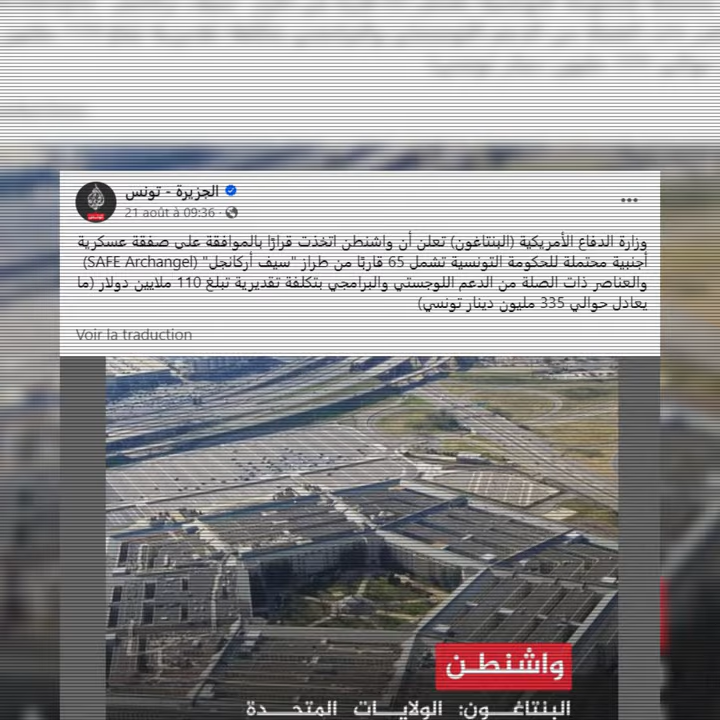 الجزيرة - تونس
21 août à 09:36
وزارة الدفاع الأمريكية (البنتاغون) تعلن أن واشنطن اتخذت قرارًا بالموافقة على صفقة عسكرية
أجنبية محتملة للحكومة التونسية تشمل 65 قاربًا من طراز "سيف أركانجل" (SAFE Archangel)
والعناصر ذات الصلة من الدعم اللوجستي والبرامجي بتكلفة تقديرية تبلغ 110 ملايين دولار (ما
يعادل حوالي 335 مليون دينار تونسي)
Voir la traduction
واشنطن
البنتاغون: الولايات المتحدة